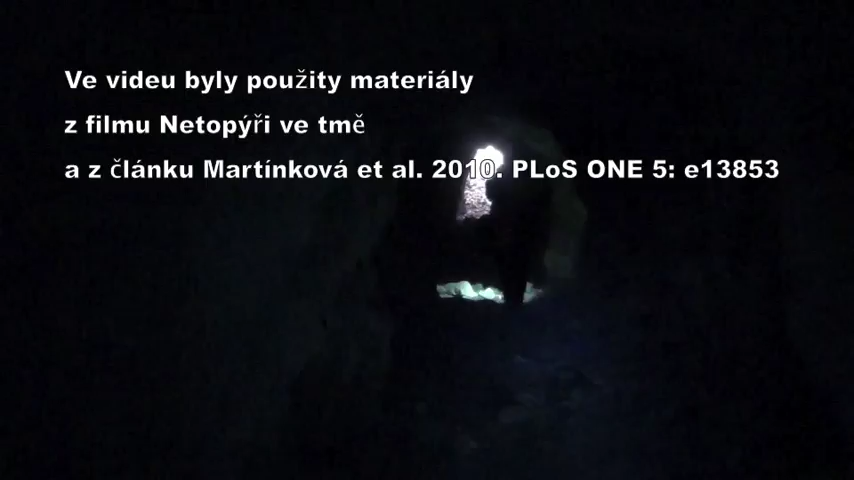 Ve videu byly použity materiály
z filmu Netopýři ve tmě
a z článku Martínková et al. 2010. PLoS ONE 5: e13853